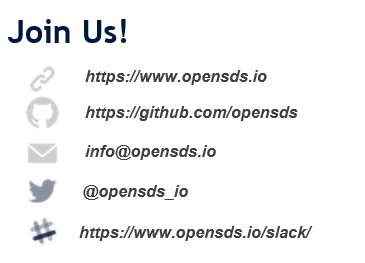 Join Us!
https://www.opensds.io
https://github.com/opensds
info@opensds.io
@opensds_io
https://www.opensds.io/slack/